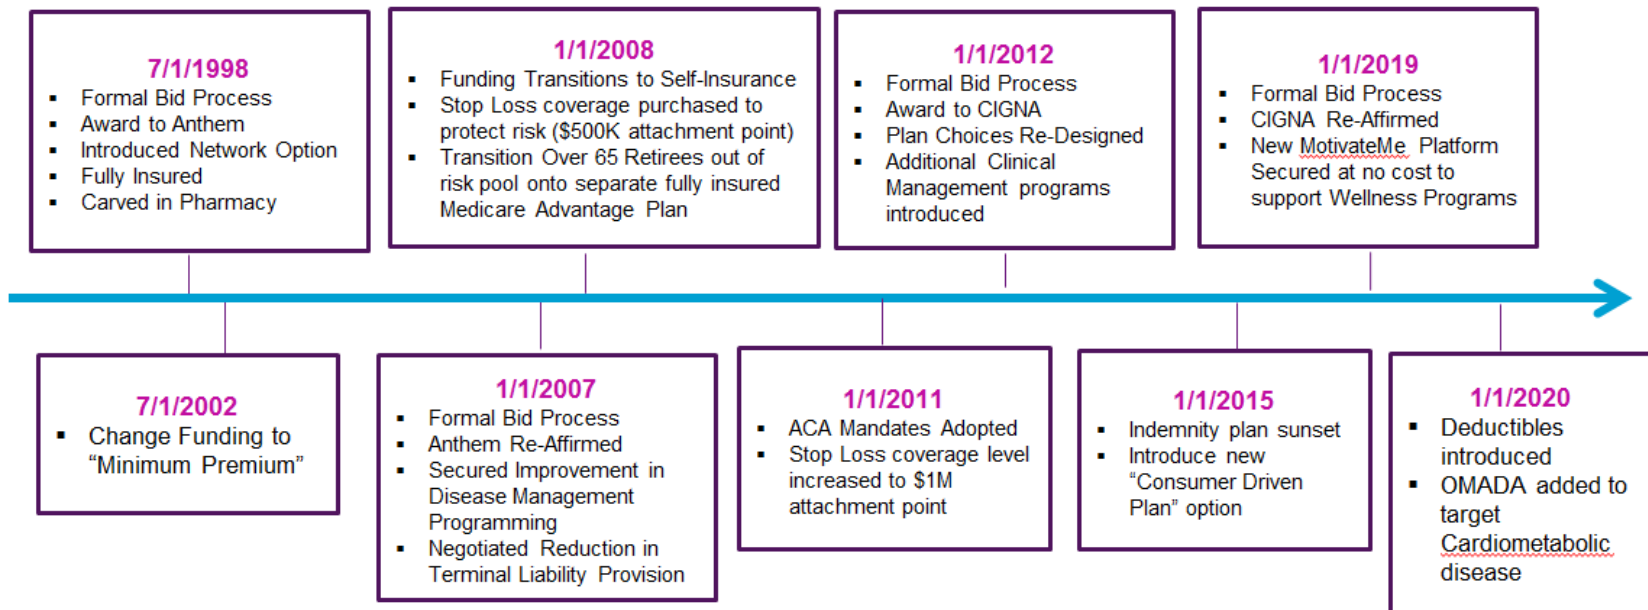 7/1/1998
▪ Formal Bid Process
▪ Award to Anthem
▪ Introduced Network Option
▪ Fully Insured
▪ Carved in Pharmacy
1/1/2008
▪ Funding Transitions to Self-Insurance
▪ Stop Loss coverage purchased to
protect risk ($500K attachment point)
▪ Transition Over 65 Retirees out of
risk pool onto separate fully insured
Medicare Advantage Plan
1/1/2012
▪ Formal Bid Process
▪ Award to CIGNA
▪ Plan Choices Re-Designed
▪ Additional Clinical
Management programs
introduced
1/1/2019
▪ Formal Bid Process
▪ CIGNA Re-Affirmed
▪ New MotivateMe Platform
Secured at no cost to
support Wellness Programs
7/1/2002
▪ Change Funding to
“Minimum Premium”
1/1/2007
▪ Formal Bid Process
▪ Anthem Re-Affirmed
▪ Secured Improvement in
Disease Management
Programming
▪ Negotiated Reduction in
Terminal Liability Provision
1/1/2011
▪ ACA Mandates Adopted
▪ Stop Loss coverage level
increased to $1M
attachment point
1/1/2015
▪ Indemnity plan sunset
▪ Introduce new
“Consumer Driven
Plan” option
1/1/2020
▪ Deductibles
introduced
▪ OMADA added to
target
Cardiometabolic
disease